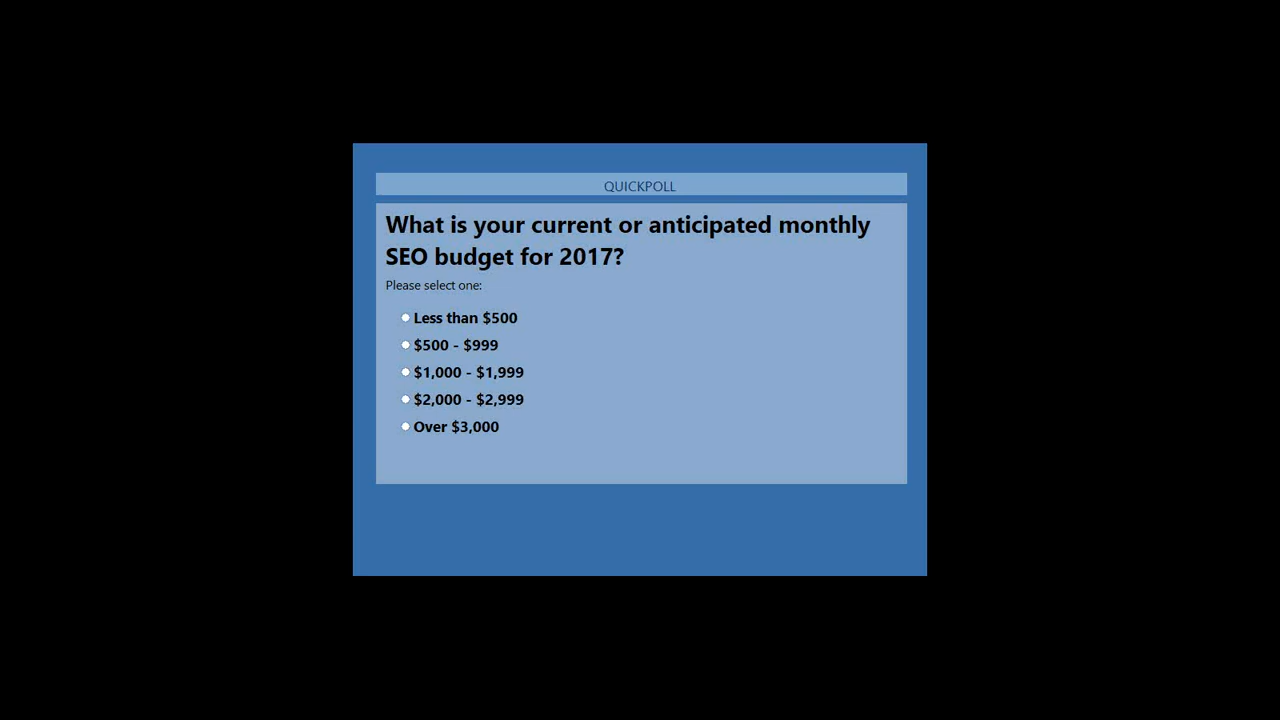 QUICKPOLL
What is your current or anticipated monthly
SEO budget for 2017?
Please select one:
Less than $500
$500 - $999
$1,000 - $1,999
$2,000 - $2,999
Over $3,000